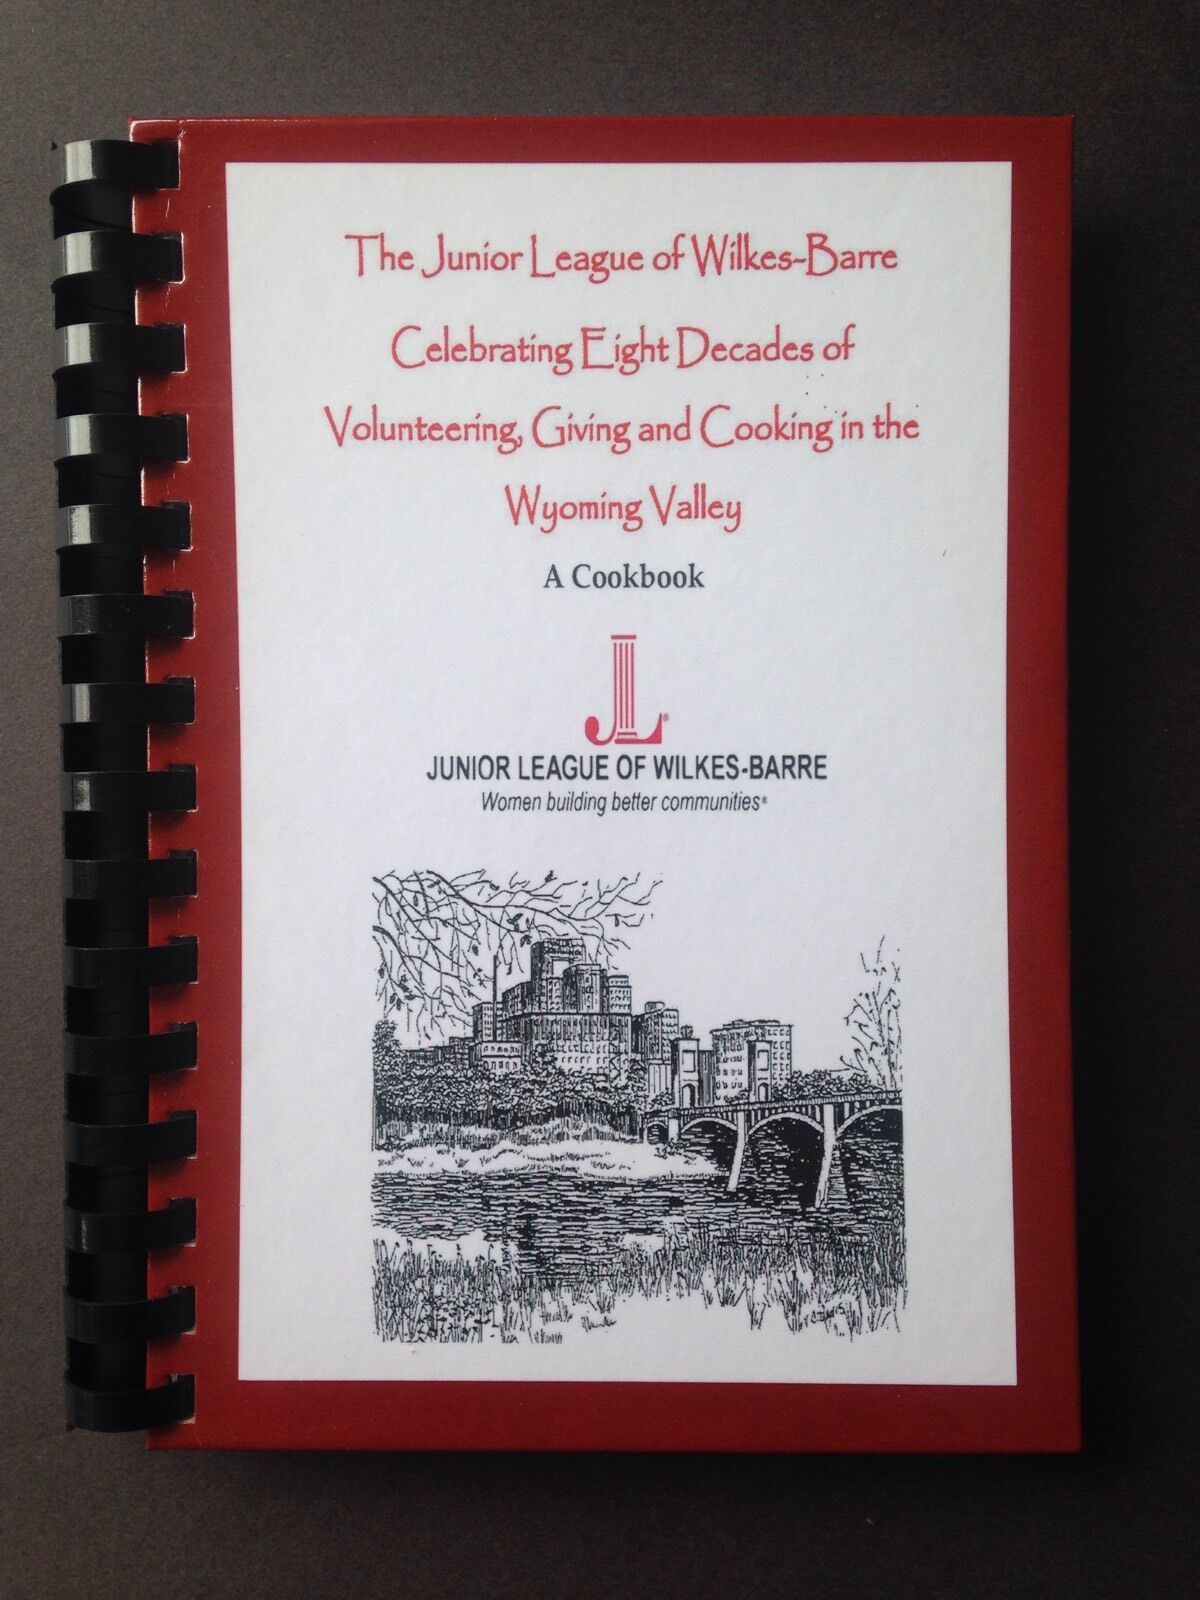 The Junior League of Wilkes-Barre
Celebrating Eight Decades of
Volunteering, Giving and Cooking in the
Wyoming Valley
A Cookbook
JL®
JUNIOR LEAGUE OF WILKES-BARRE
Women building better communities®